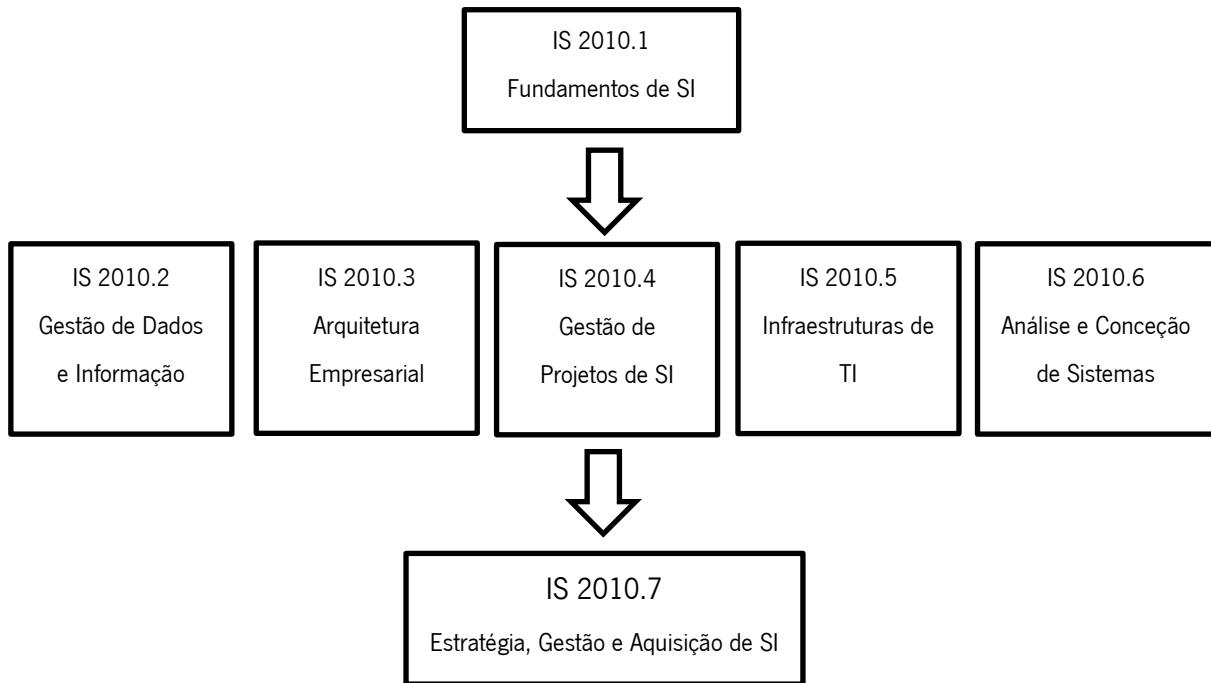 IS 2010.1
Fundamentos de SI
IS 2010.2
Gestão de Dados
e Informação
IS 2010.3
Arquitetura
Empresarial
IS 2010.4
Gestão de
Projetos de SI
IS 2010.5
Infraestruturas de
TI
IS 2010.6
Análise e Conceção
de Sistemas
IS 2010.7
Estratégia, Gestão e Aquisição de SI